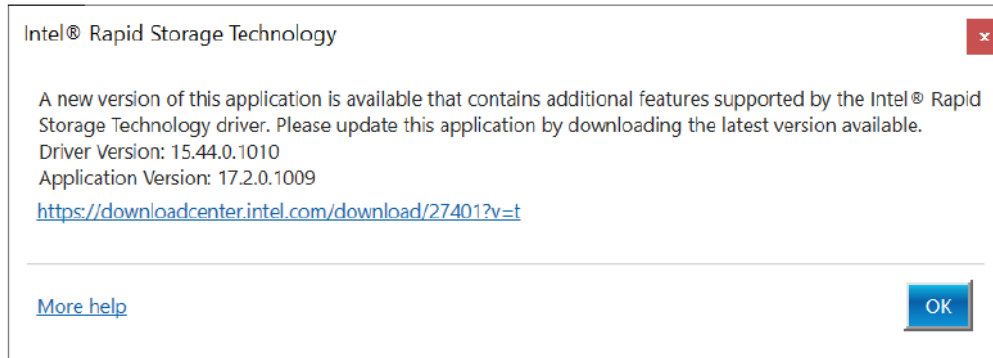 Intel® Rapid Storage Technology
x
A new version of this application is available that contains additional features supported by the Intel® Rapid
Storage Technology driver. Please update this application by downloading the latest version available.
Driver Version: 15.44.0.1010
Application Version: 17.2.0.1009
https://downloadcenter.intel.com/download/27401?v=t
More help
OK